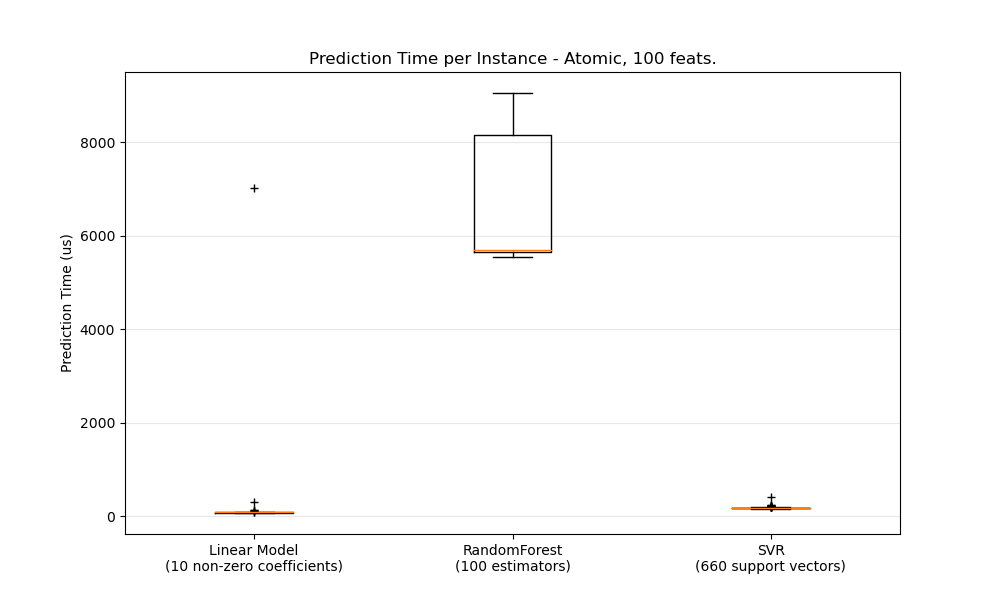 Prediction Time per Instance - Atomic, 100 feats.
Prediction Time (us)
8000
6000
4000
2000
0
Linear Model
(10 non-zero coefficients)
RandomForest
(100 estimators)
SVR
(660 support vectors)